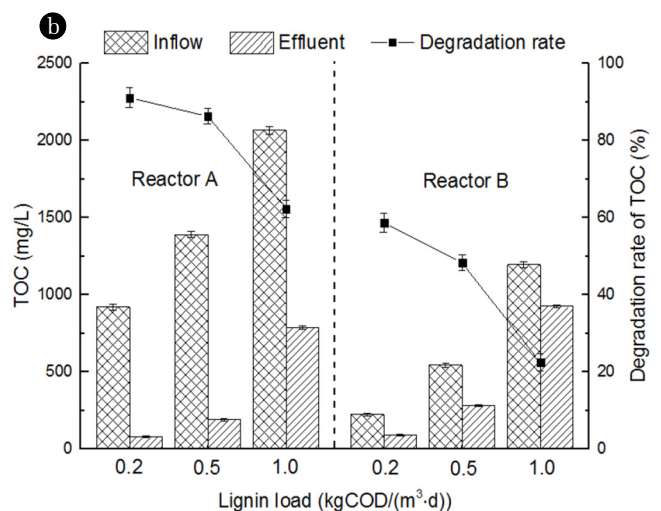 b
Inflow Effluent Degradation rate
2500
2000
1500
1000
500
0
TOC (mg/L)
Reactor A
Reactor B
100
80
60
40
20
0
Degradation rate of TOC (%)
0.2 0.5 1.0 0.2 0.5 1.0
Lignin load (kgCOD/(m³·d))